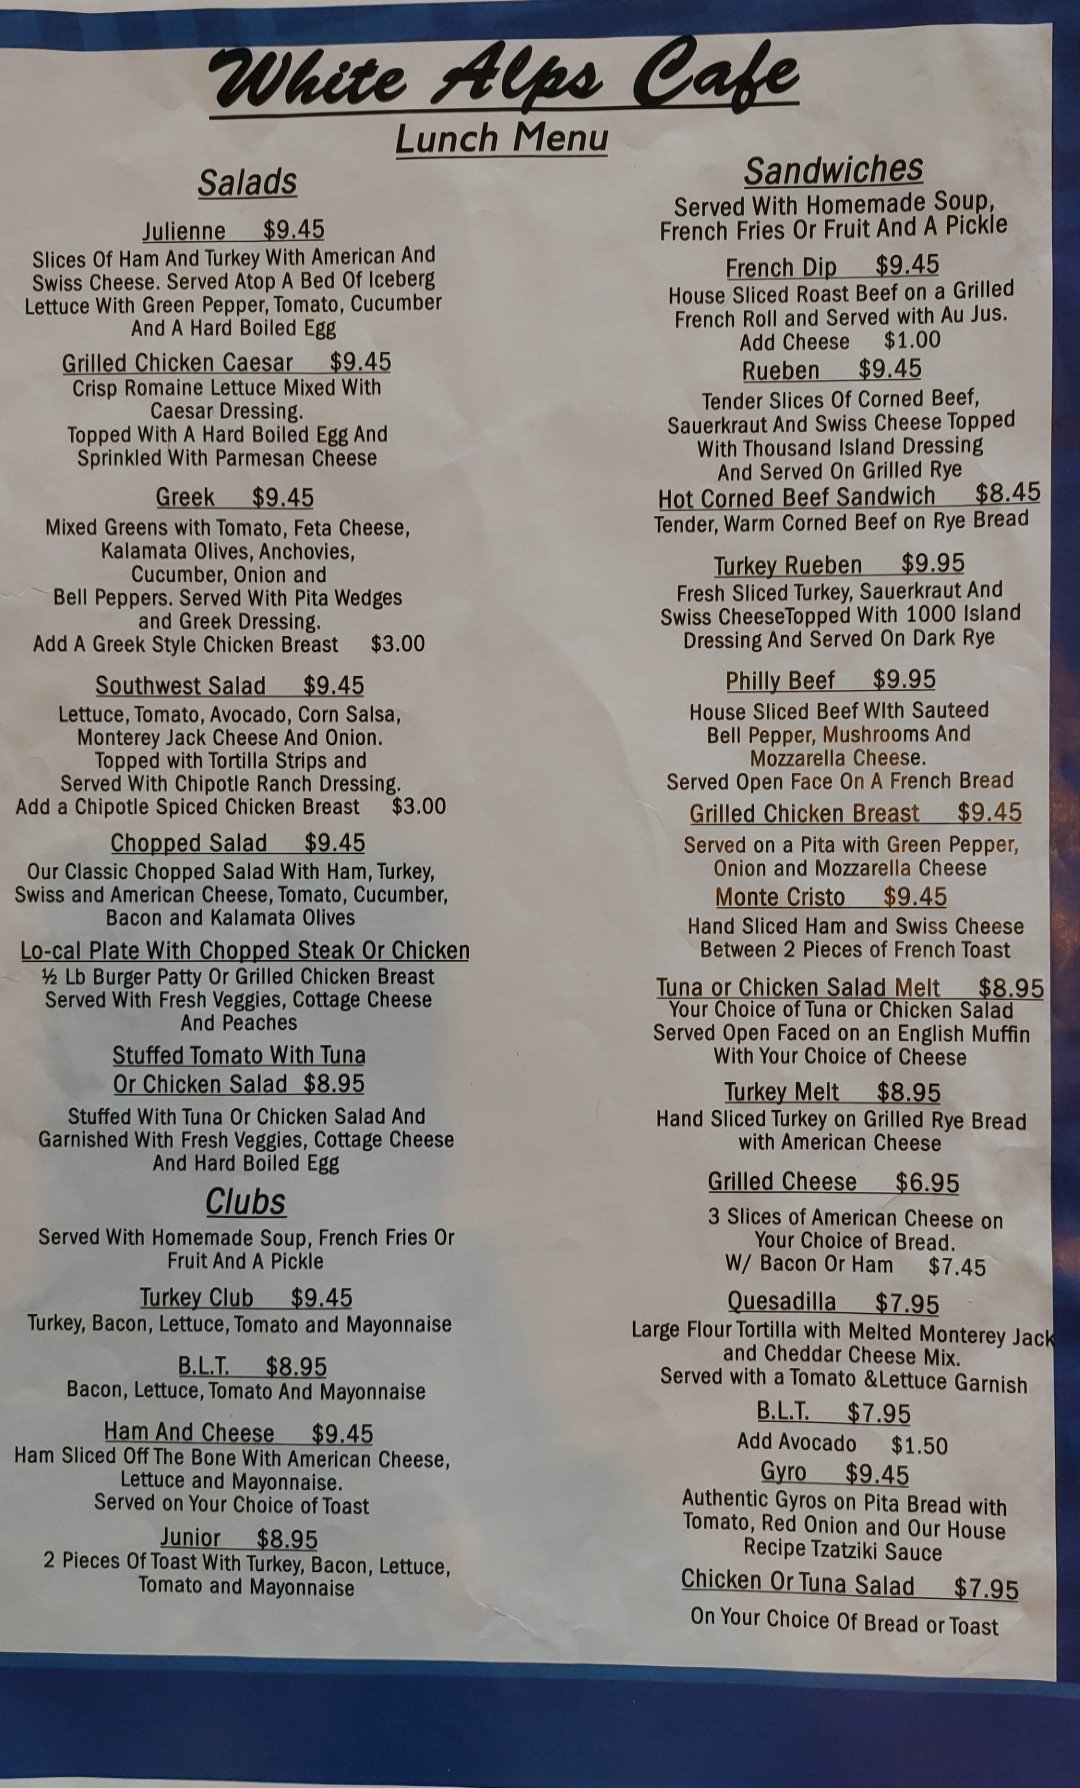 White Alps Cafe
Lunch Menu
Salads
Julienne $9.45
Slices Of Ham And Turkey With American And
Swiss Cheese. Served Atop A Bed Of Iceberg
Lettuce With Green Pepper, Tomato, Cucumber
And A Hard Boiled Egg
Grilled Chicken Caesar $9.45
Crisp Romaine Lettuce Mixed With
Caesar Dressing.
Topped With A Hard Boiled Egg And
Sprinkled With Parmesan Cheese
Greek $9.45
Mixed Greens with Tomato, Feta Cheese,
Kalamata Olives, Anchovies,
Cucumber, Onion and
Bell Peppers. Served With Pita Wedges
and Greek Dressing.
Add A Greek Style Chicken Breast $3.00
Southwest Salad $9.45
Lettuce, Tomato, Avocado, Corn Salsa,
Monterey Jack Cheese And Onion.
Topped with Tortilla Strips and
Served With Chipotle Ranch Dressing.
Add a Chipotle Spiced Chicken Breast $3.00
Chopped Salad $9.45
Our Classic Chopped Salad With Ham, Turkey,
Swiss and American Cheese, Tomato, Cucumber,
Bacon and Kalamata Olives
Lo-cal Plate With Chopped Steak Or Chicken
½ Lb Burger Patty Or Grilled Chicken Breast
Served With Fresh Veggies, Cottage Cheese
And Peaches
Stuffed Tomato With Tuna
Or Chicken Salad $8.95
Stuffed With Tuna Or Chicken Salad And
Garnished With Fresh Veggies, Cottage Cheese
And Hard Boiled Egg
Clubs
Served With Homemade Soup, French Fries Or
Fruit And A Pickle
Turkey Club $9.45
Turkey, Bacon, Lettuce, Tomato and Mayonnaise
B.L.T. $8.95
Bacon, Lettuce, Tomato And Mayonnaise
Ham And Cheese $9.45
Ham Sliced Off The Bone With American Cheese,
Lettuce and Mayonnaise.
Served on Your Choice of Toast
Junior $8.95
2 Pieces Of Toast With Turkey, Bacon, Lettuce,
Tomato and Mayonnaise
Sandwiches
Served With Homemade Soup,
French Fries Or Fruit And A Pickle
French Dip $9.45
House Sliced Roast Beef on a Grilled
French Roll and Served with Au Jus.
Add Cheese $1.00
Rueben $9.45
Tender Slices Of Corned Beef,
Sauerkraut And Swiss Cheese Topped
With Thousand Island Dressing
And Served On Grilled Rye
Hot Corned Beef Sandwich $8.45
Tender, Warm Corned Beef on Rye Bread
Turkey Rueben $9.95
Fresh Sliced Turkey, Sauerkraut And
Swiss CheeseTopped With 1000 Island
Dressing And Served On Dark Rye
Philly Beef $9.95
House Sliced Beef WIth Sauteed
Bell Pepper, Mushrooms And
Mozzarella Cheese.
Served Open Face On A French Bread
Grilled Chicken Breast $9.45
Served on a Pita with Green Pepper,
Onion and Mozzarella Cheese
Monte Cristo $9.45
Hand Sliced Ham and Swiss Cheese
Between 2 Pieces of French Toast
Tuna or Chicken Salad Melt $8.95
Your Choice of Tuna or Chicken Salad
Served Open Faced on an English Muffin
With Your Choice of Cheese
Turkey Melt $8.95
Hand Sliced Turkey on Grilled Rye Bread
with American Cheese
Grilled Cheese $6.95
3 Slices of American Cheese on
Your Choice of Bread.
W/ Bacon Or Ham $7.45
Quesadilla $7.95
Large Flour Tortilla with Melted Monterey Jack
and Cheddar Cheese Mix.
Served with a Tomato &Lettuce Garnish
B.L.T. $7.95
Add Avocado $1.50
Gyro $9.45
Authentic Gyros on Pita Bread with
Tomato, Red Onion and Our House
Recipe Tzatziki Sauce
Chicken Or Tuna Salad $7.95
On Your Choice Of Bread or Toast